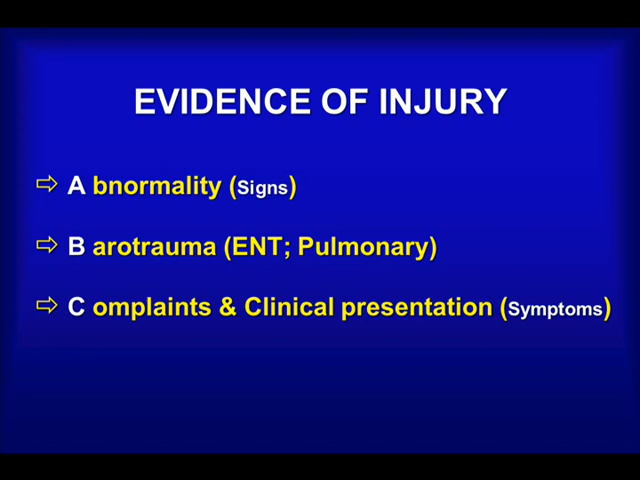 EVIDENCE OF INJURY
⇨ A bnormality (Signs)
⇨ B arotrauma (ENT; Pulmonary)
⇨ C omplaints & Clinical presentation (Symptoms)